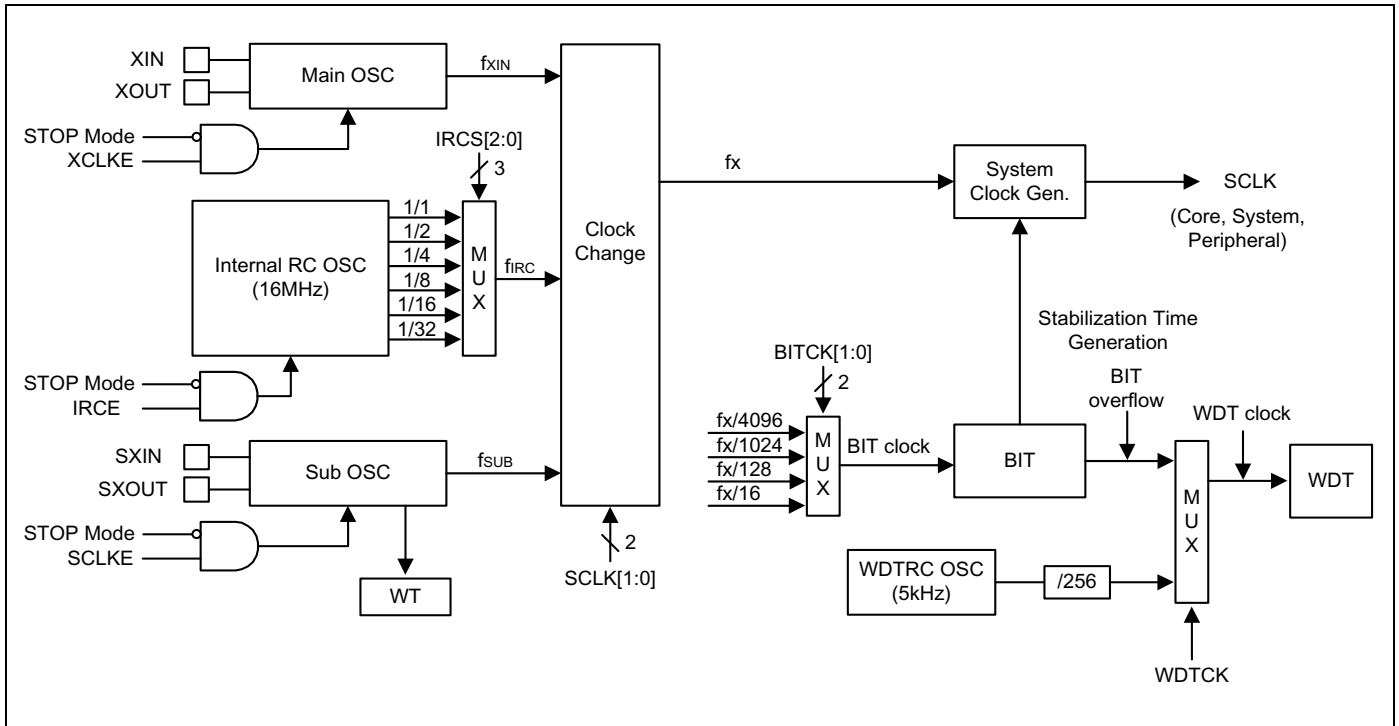 XIN
XOUT
Main OSC
fXIN
STOP Mode
XCLKE
IRCS[2:0]
3
Internal RC OSC
(16MHz)
1/1
1/2
1/4
1/8
1/16
1/32
M
U
X
fIRC
STOP Mode
IRCE
SXIN
SXOUT
Sub OSC
fSUB
STOP Mode
SCLKE
WT
Clock
Change
2
SCLK[1:0]
fx
System
Clock Gen.
SCLK
(Core, System,
Peripheral)
Stabilization Time
Generation
BITCK[1:0]
2
fx/4096
fx/1024
fx/128
fx/16
M
U
X
BIT clock
BIT
BIT
overflow
WDT clock
M
U
X
WDT
WDTRC OSC
(5kHz)
/256
WDTCK